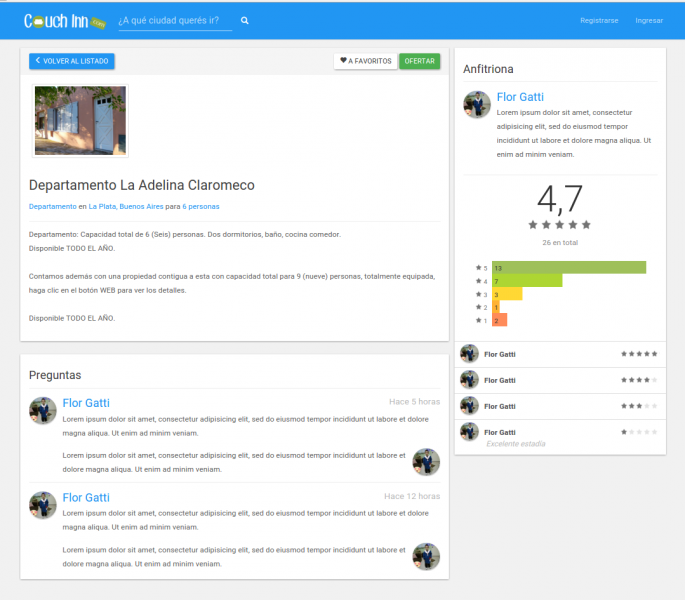 Couch Inn .com
¿A qué ciudad querés ir?
Registrarse
Ingresar
VOLVER AL LISTADO
A FAVORITOS
OFERTAR
Departamento La Adelina Claromeco
Departamento en La Plata, Buenos Aires para 6 personas
Departamento: Capacidad total de 6 (Seis) personas. Dos dormitorios, baño, cocina comedor.
Disponible TODO EL AÑO.
Contamos además con una propiedad contigua a esta con capacidad total para 9 (nueve) personas, totalmente equipada,
haga clic en el botón WEB para ver los detalles.
Disponible TODO EL AÑO.
Preguntas
Flor Gatti
Hace 5 horas
Lorem ipsum dolor sit amet, consectetur adipisicing elit, sed do eiusmod tempor incididunt ut labore et dolore
magna aliqua. Ut enim ad minim veniam.
Lorem ipsum dolor sit amet, consectetur adipisicing elit, sed do eiusmod tempor incididunt ut labore et
dolore magna aliqua. Ut enim ad minim veniam.
Flor Gatti
Hace 12 horas
Lorem ipsum dolor sit amet, consectetur adipisicing elit, sed do eiusmod tempor incididunt ut labore et dolore
magna aliqua. Ut enim ad minim veniam.
Lorem ipsum dolor sit amet, consectetur adipisicing elit, sed do eiusmod tempor incididunt ut labore et
dolore magna aliqua. Ut enim ad minim veniam.
Anfitriona
Flor Gatti
Lorem ipsum dolor sit amet, consectetur
adipisicing elit, sed do eiusmod tempor
incididunt ut labore et dolore magna aliqua. Ut
enim ad minim veniam.
4,7
26 en total
5 13
4 7
3 3
2 1
1 2
Flor Gatti
Flor Gatti
Flor Gatti
Flor Gatti
Excelente estadía